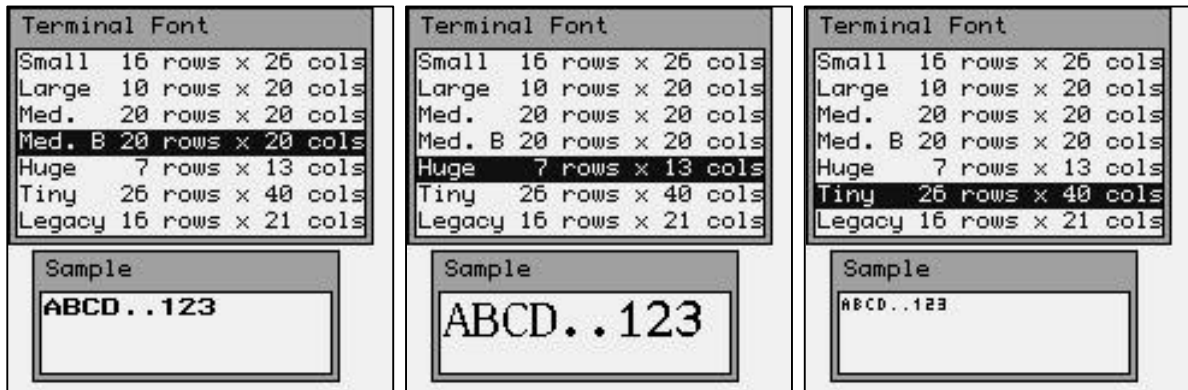 Terminal Font
Small 16 rows x 26 cols
Large 10 rows x 20 cols
Med. 20 rows x 20 cols
Med. B 20 rows x 20 cols
Huge 7 rows x 13 cols
Tiny 26 rows x 40 cols
Legacy 16 rows x 21 cols
Sample
ABCD..123
Terminal Font
Small 16 rows x 26 cols
Large 10 rows x 20 cols
Med. 20 rows x 20 cols
Med. B 20 rows x 20 cols
Huge 7 rows x 13 cols
Tiny 26 rows x 40 cols
Legacy 16 rows x 21 cols
Sample
ABCD..123
Terminal Font
Small 16 rows x 26 cols
Large 10 rows x 20 cols
Med. 20 rows x 20 cols
Med. B 20 rows x 20 cols
Huge 7 rows x 13 cols
Tiny 26 rows x 40 cols
Legacy 16 rows x 21 cols
Sample
ABCD..123